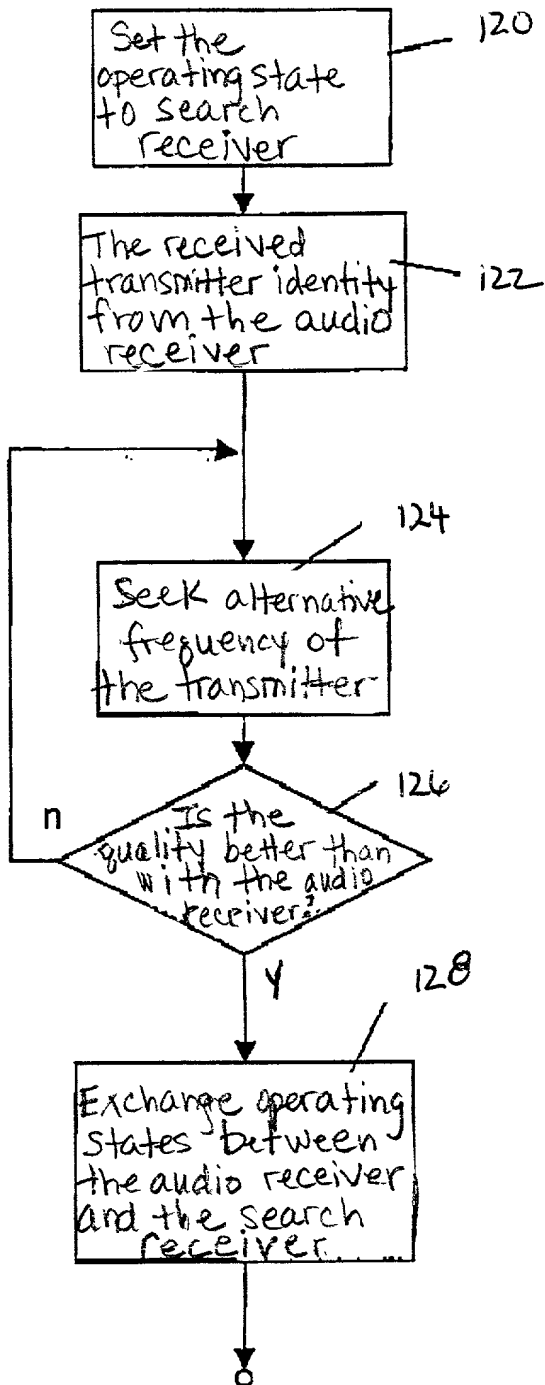 Set the
operating state
to search
receiver
120
The received
transmitter identity
from the audio
receiver
122
124
Seek alternative
frequency of
the transmitter
126
n
Is the
quality better than
with the audio
receiver?
y
128
Exchange operating
states between
the audio receiver
and the search
receiver